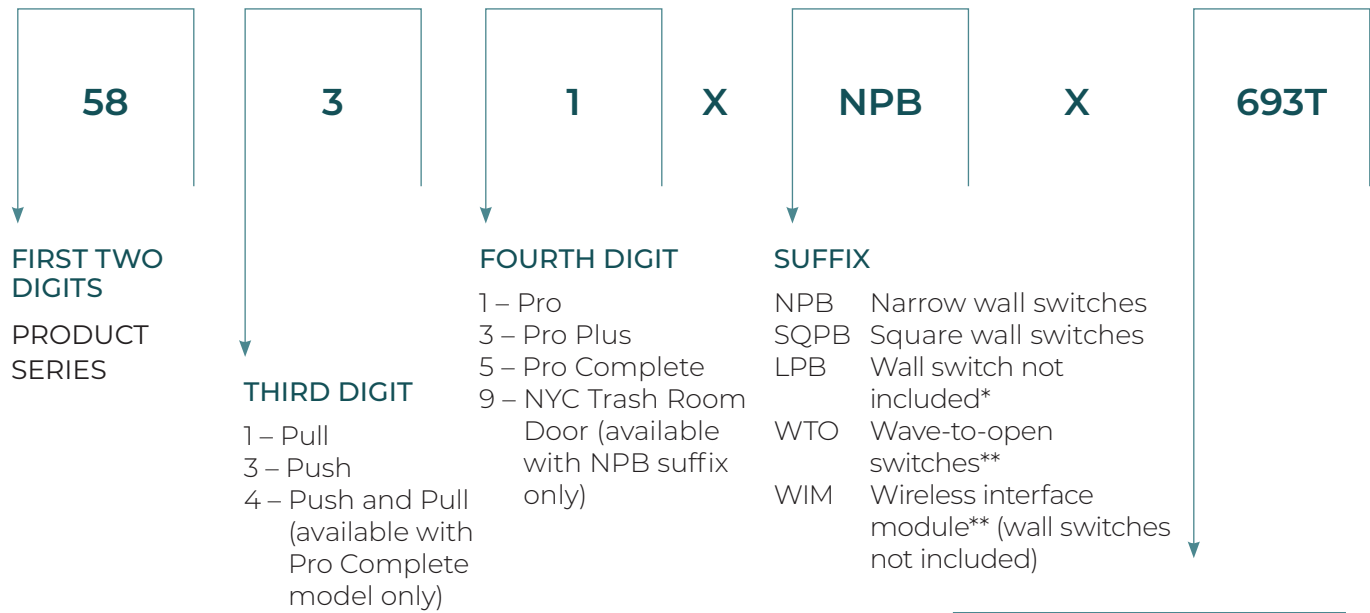 58 3 1 X NPB X 693T
FIRST TWO
DIGITS
PRODUCT
SERIES
THIRD DIGIT
1 – Pull
3 – Push
4 – Push and Pull
(available with
Pro Complete
model only)
FOURTH DIGIT
1 – Pro
3 – Pro Plus
5 – Pro Complete
9 – NYC Trash Room
Door (available
with NPB suffix
only)
SUFFIX
NPB Narrow wall switches
SQPB Square wall switches
LPB Wall switch not
included*
WTO Wave-to-open
switches**
WIM Wireless interface
module** (wall switches
not included)